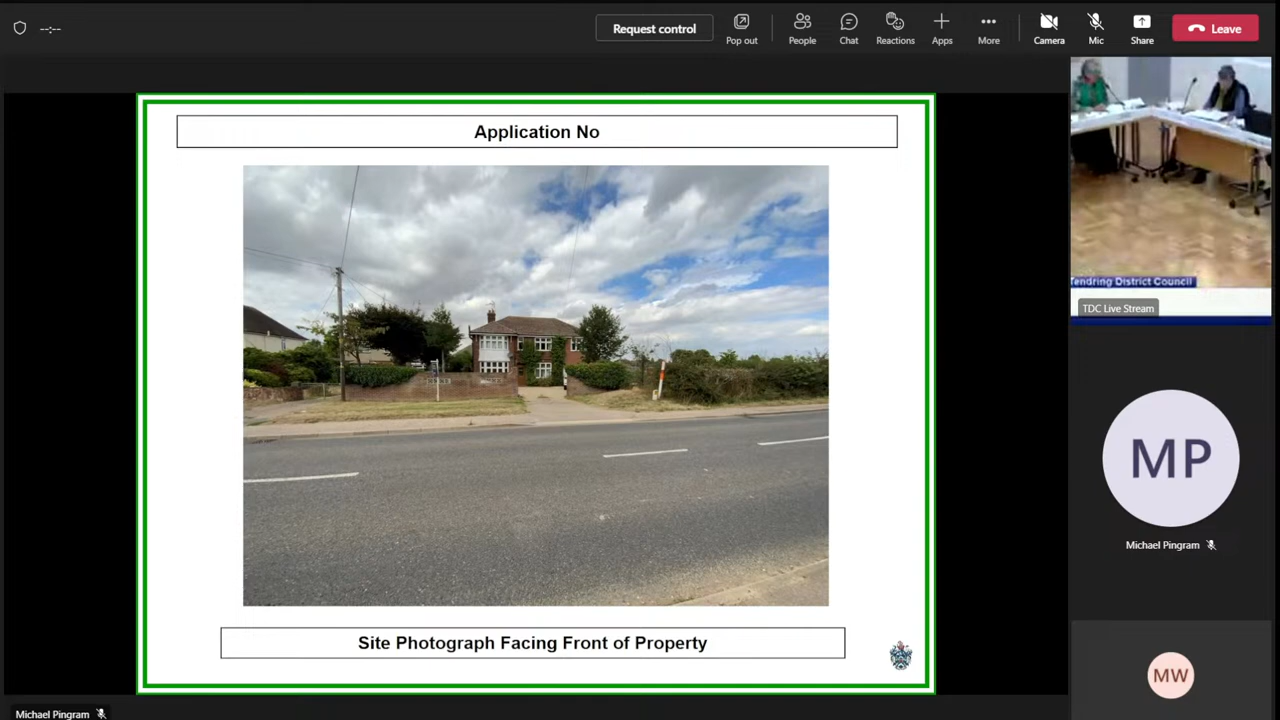 --:--
Request control
Pop out
People
Chat
Reactions
Apps
More
Camera
Mic
Share
Leave
Application No
Site Photograph Facing Front of Property
Tendring District Council
TDC Live Stream
MP
Michael Pingram
MW
Michael Pingram